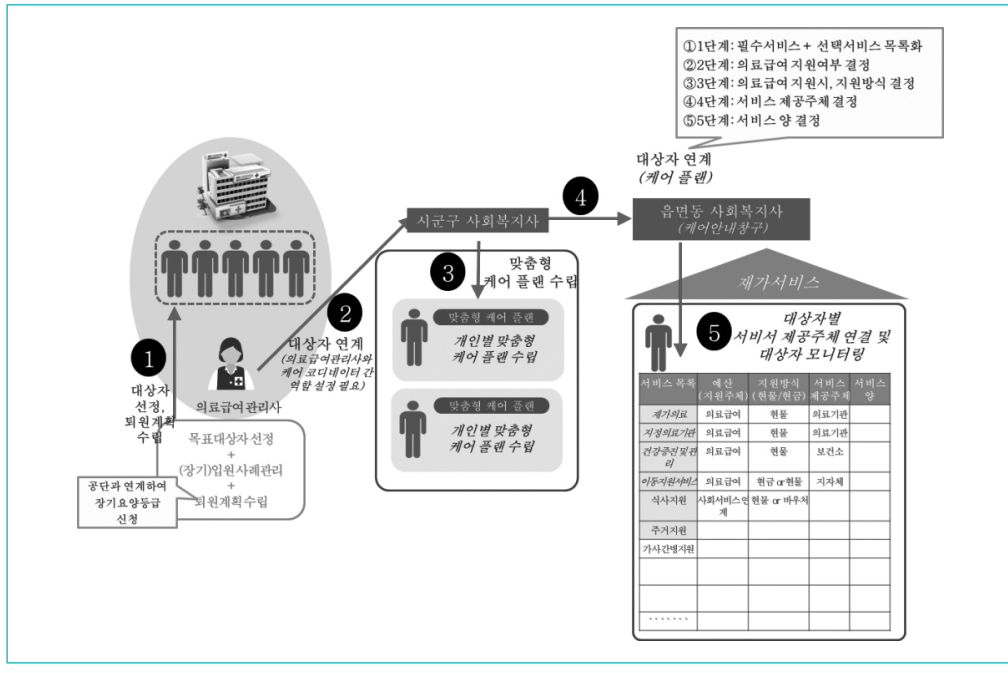 ①1단계: 필수서비스 + 선택서비스 목록화
②2단계: 의료급여 지원여부 결정
③3단계: 의료급여 지원시, 지원방식 결정
④4단계: 서비스 제공주체 결정
⑤5단계: 서비스 양 결정
대상자 연계
(케어 플랜)
4
시군구 사회복지사
읍면동 사회복지사
(케어안내창구)
3
맞춤형
케어 플랜 수립
맞춤형 케어 플랜
개인별 맞춤형
케어 플랜 수립
맞춤형 케어 플랜
개인별 맞춤형
케어 플랜 수립
2
대상자 연계
(의료급여관리사와
케어 코디네이터 간
역할 설정 필요)
1
대상자
선정,
퇴원계획
수립
의료급여관리사
목표대상자 선정
+
(장기)입원사례관리
+
퇴원계획수립
공단과 연계하여
장기요양등급
신청
재가서비스
5
대상자별
서비서 제공주체 연결 및
대상자 모니터링
서비스 목록 예산 (지원주체) 지원방식 (현물/현금) 서비스 제공주체 서비스 양
재가의료 의료급여 현물 의료기관
지정의료기관 의료급여 현물 의료기관
건강증진및관리 의료급여 현물 보건소
이동지원서비스 의료급여 현금 or현물 지자체
식사지원 사회서비스연계 현물 or 바우처
주거지원
가사간병지원
·······